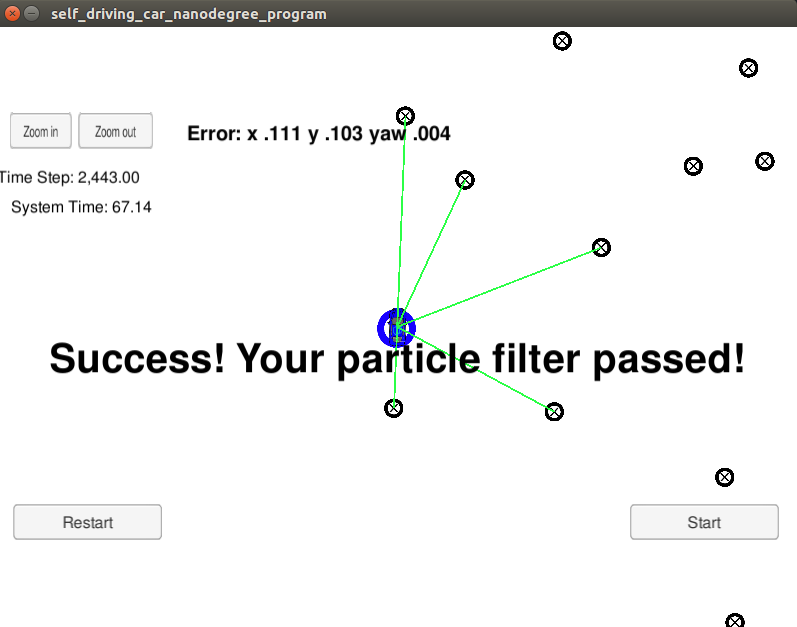 self_driving_car_nanodegree_program
Zoom in Zoom out
Error: x .111 y .103 yaw .004
Time Step: 2,443.00
System Time: 67.14
Success! Your particle filter passed!
Restart Start